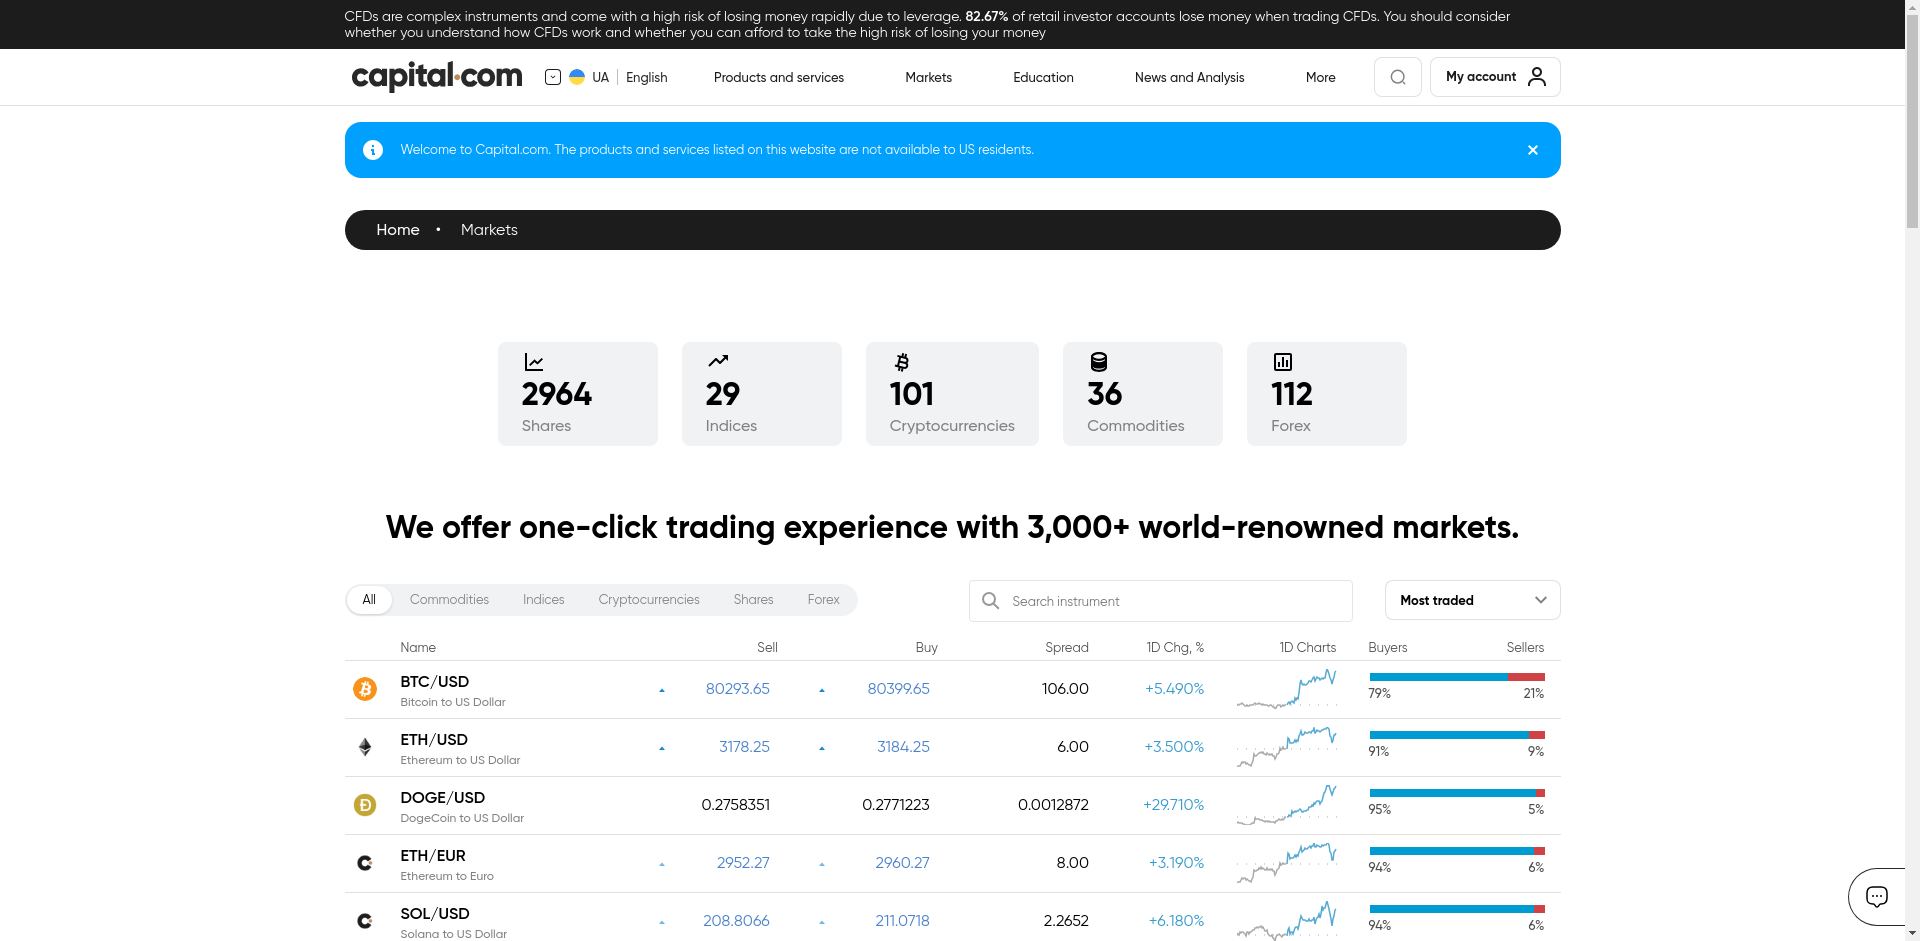 CFDs are complex instruments and come with a high risk of losing money rapidly due to leverage. 82.67% of retail investor accounts lose money when trading CFDs. You should consider
whether you understand how CFDs work and whether you can afford to take the high risk of losing your money
capital.com UA English Products and services Markets Education News and Analysis More My account
Welcome to Capital.com. The products and services listed on this website are not available to US residents.
Home • Markets
2964 29 101 36 112
Shares Indices Cryptocurrencies Commodities Forex
We offer one-click trading experience with 3,000+ world-renowned markets.
All Commodities Indices Cryptocurrencies Shares Forex Search instrument Most traded
Name Sell Buy Spread 1D Chg, % 1D Charts Buyers Sellers
BTC/USD 80293.65 80399.65 106.00 +5.490%
Bitcoin to US Dollar 79% 21%
ETH/USD 3178.25 3184.25 6.00 +3.500%
Ethereum to US Dollar 91% 9%
DOGE/USD 0.2758351 0.2771223 0.0012872 +29.710%
DogeCoin to US Dollar 95% 5%
ETH/EUR 2952.27 2960.27 8.00 +3.190%
Ethereum to Euro 94% 6%
SOL/USD 208.8066 211.0718 2.2652 +6.180%
Solana to US Dollar 94% 6%